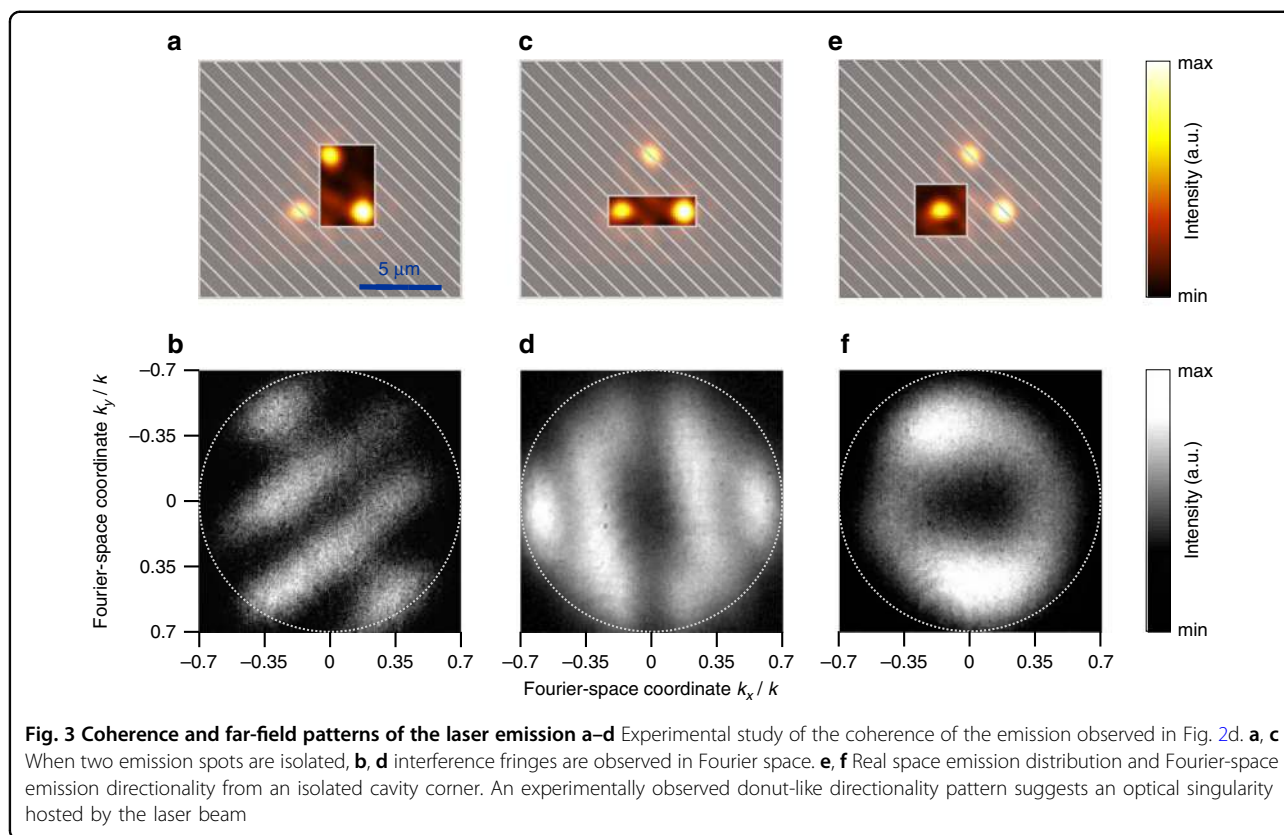 a
c
e
5 μm
max
Intensity (a.u.)
min
b
d
f
Fourier-space coordinate k_y / k
−0.7
−0.35
0
0.35
0.7
−0.7
−0.35
0
0.35
0.7
−0.7
−0.35
0
0.35
0.7
−0.7
−0.35
0
0.35
0.7
Fourier-space coordinate k_x / k
max
Intensity (a.u.)
min
Fig. 3 Coherence and far-field patterns of the laser emission a–d Experimental study of the coherence of the emission observed in Fig. 2d. a, c
When two emission spots are isolated, b, d interference fringes are observed in Fourier space. e, f Real space emission distribution and Fourier-space
emission directionality from an isolated cavity corner. An experimentally observed donut-like directionality pattern suggests an optical singularity
hosted by the laser beam